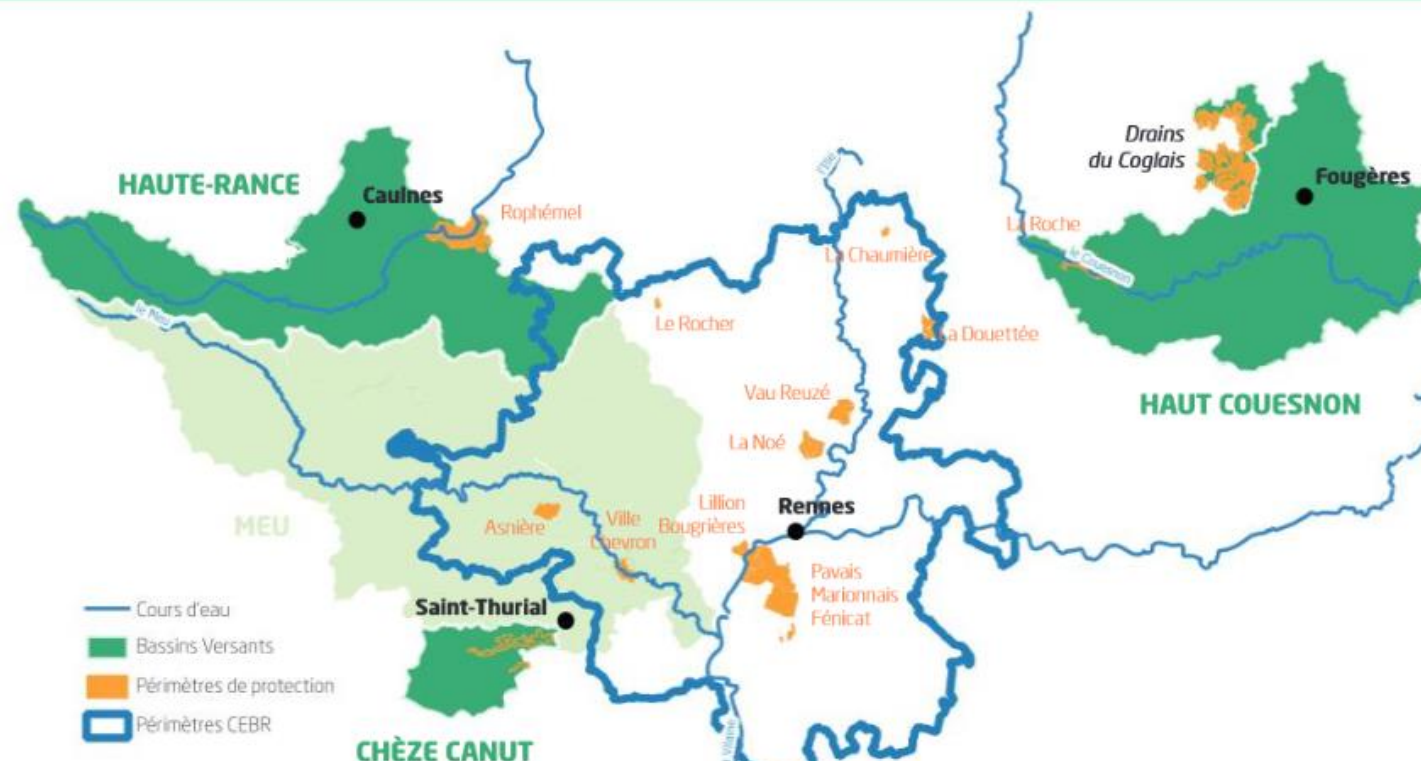 HAUTE-RANCE
Caulnes
Rophémel
l'Ille
Drains
du Coglais
Fougères
La Roche
le Couesnon
La Chaumière
le Meu
Le Rocher
La Douettée
HAUT COUESNON
Vau Reuzé
La Noé
MEU
Asnière
Ville
Chevron
Lillion
Bougrières
Rennes
Pavais
Marionnais
Fénicat
Saint-Thurial
Cours d'eau
Bassins Versants
Périmètres de protection
Périmètres CEBR
CHÈZE CANUT
Vilaine